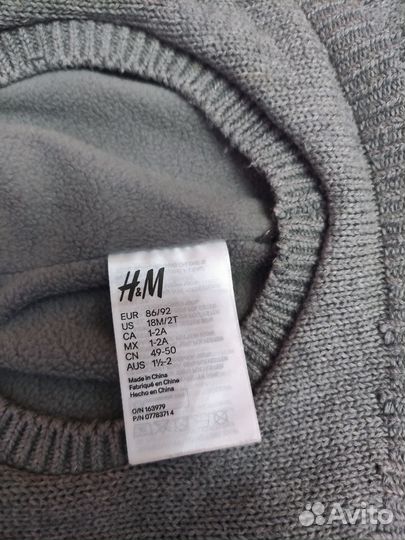 H&M
EUR 86/92
US 18M/2T
CA 1-2A
MX 1-2A
CN 49-50
AUS 1½-2
Made in China
Fabriqué en Chine
Hecho en China
O/N 163979
P/N 0778371 4
Avito